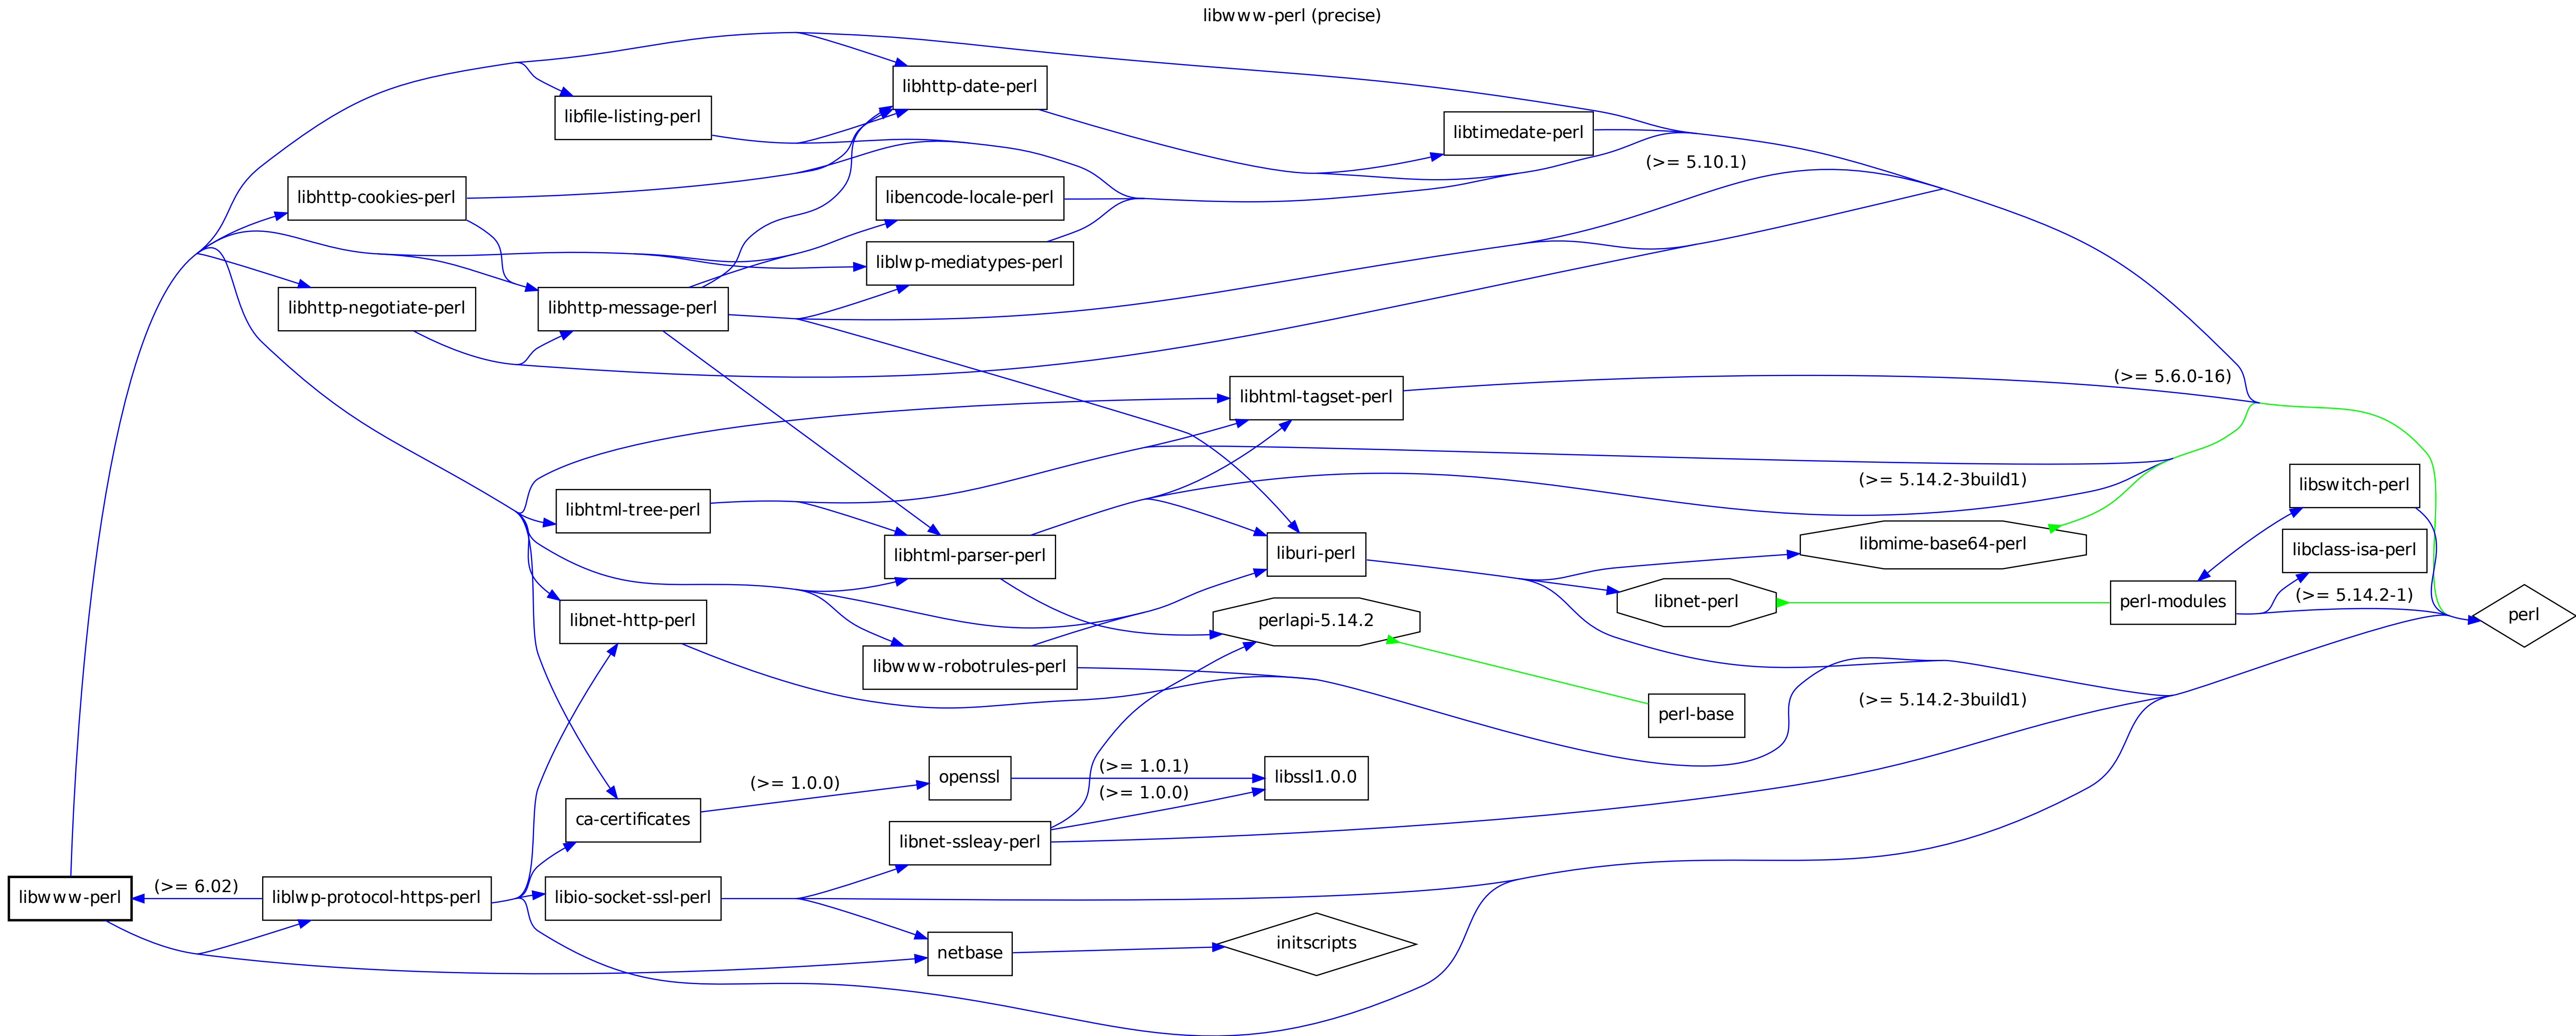 libwww-perl (precise)
libhttp-date-perl
libfile-listing-perl
libtimedate-perl
(>= 5.10.1)
libhttp-cookies-perl
libencode-locale-perl
liblwp-mediatypes-perl
libhttp-negotiate-perl
libhttp-message-perl
(>= 5.6.0-16)
libhtml-tagset-perl
(>= 5.14.2-3build1)
libswitch-perl
libhtml-tree-perl
libmime-base64-perl
libclass-isa-perl
libhtml-parser-perl
liburi-perl
(>= 5.14.2-1)
libnet-perl
perl-modules
perl
libnet-http-perl
perlapi-5.14.2
libwww-robotrules-perl
(>= 5.14.2-3build1)
perl-base
(>= 1.0.1)
openssl
libssl1.0.0
(>= 1.0.0)
(>= 1.0.0)
ca-certificates
libnet-ssleay-perl
(>= 6.02)
libwww-perl
liblwp-protocol-https-perl
libio-socket-ssl-perl
initscripts
netbase